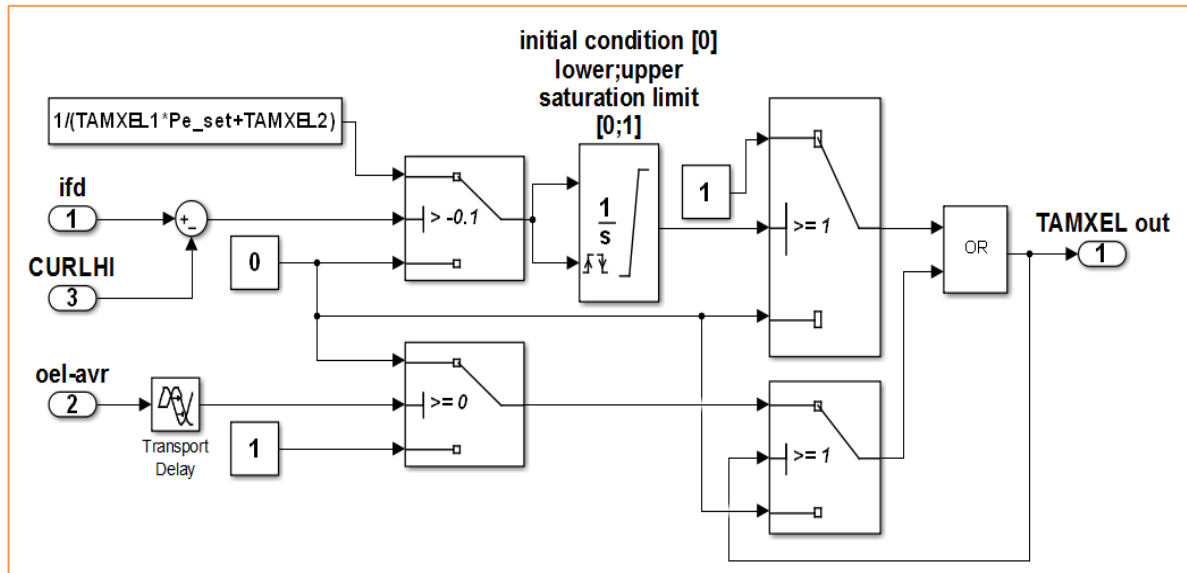 initial condition [0]
lower;upper
saturation limit
[0;1]
1/(TAMXEL1*Pe_set+TAMXEL2)
ifd
1
+
-
> -0.1
1
s
1
>= 1
OR
TAMXEL out
1
CURLHI
3
0
oel-avr
2
Transport
Delay
>= 0
1
>= 1